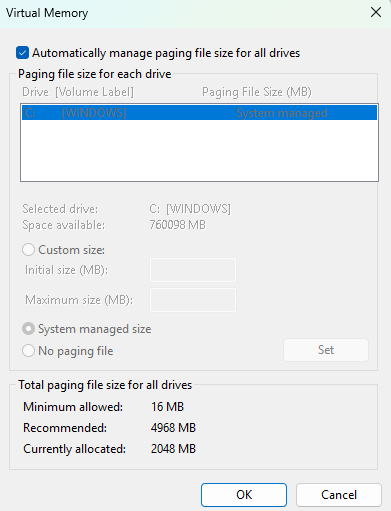 Virtual Memory
Automatically manage paging file size for all drives
Paging file size for each drive
Drive [Volume Label] Paging File Size (MB)
C: [WINDOWS] System managed
Selected drive: C: [WINDOWS]
Space available: 760098 MB
Custom size:
Initial size (MB):
Maximum size (MB):
System managed size
No paging file Set
Total paging file size for all drives
Minimum allowed: 16 MB
Recommended: 4968 MB
Currently allocated: 2048 MB
OK Cancel